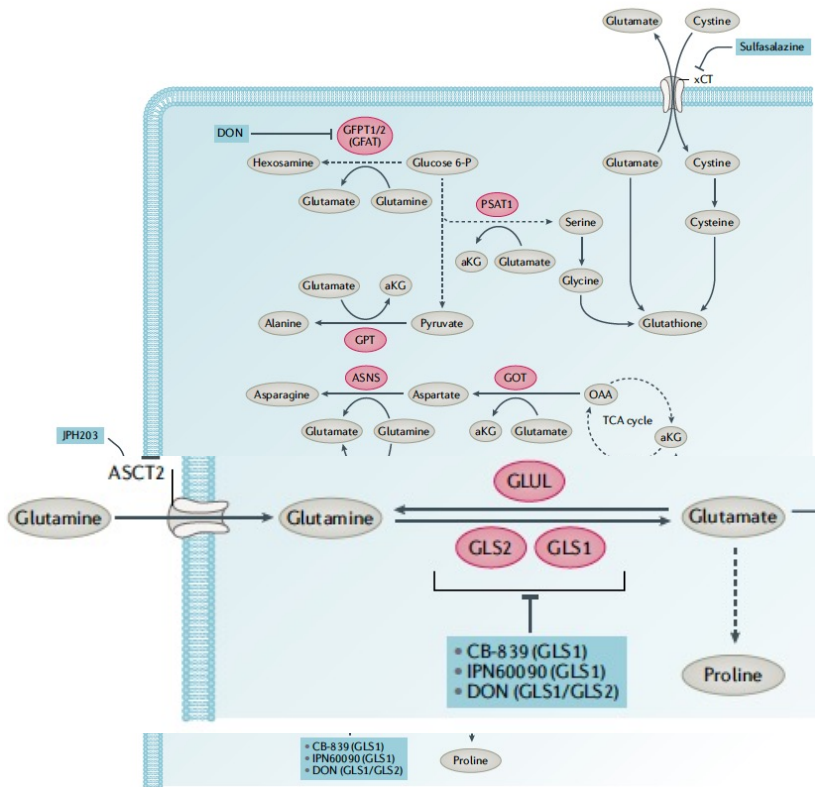 Glutamate
Cystine
Sulfasalazine
xCT
DON
GFPT1/2
(GFAT)
Hexosamine
Glucose 6-P
Glutamate
Cystine
Glutamate
Glutamine
PSAT1
Serine
Cysteine
aKG
Glutamate
Glutamate
aKG
Glycine
Alanine
Pyruvate
Glutathione
GPT
ASNS
GOT
Asparagine
Aspartate
OAA
Glutamate
Glutamine
aKG
Glutamate
TCA cycle
aKG
JPH203
ASCT2
GLUL
Glutamine
Glutamine
Glutamate
GLS2
GLS1
• CB-839 (GLS1)
• IPN60090 (GLS1)
• DON (GLS1/GLS2)
Proline
• CB-839 (GLS1)
• IPN60090 (GLS1)
• DON (GLS1/GLS2)
Proline